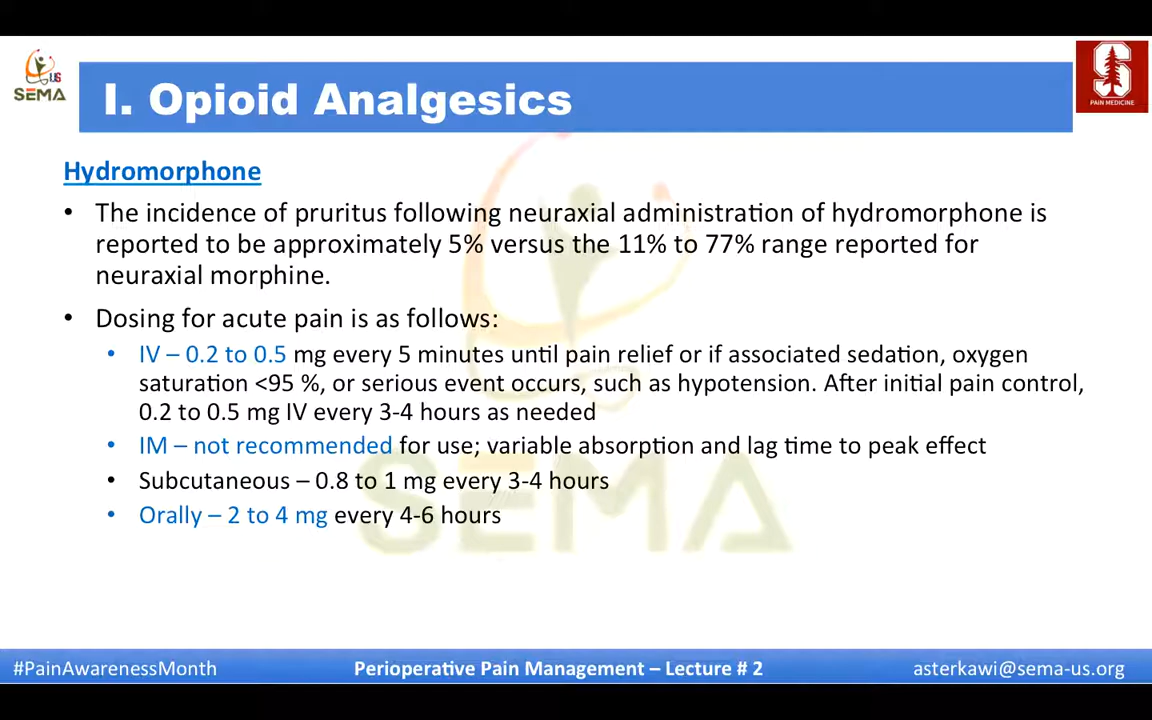 US
SEMA
I. Opioid Analgesics
S
PAIN MEDICINE
Hydromorphone
• The incidence of pruritus following neuraxial administration of hydromorphone is
reported to be approximately 5% versus the 11% to 77% range reported for
neuraxial morphine.
• Dosing for acute pain is as follows:
• IV – 0.2 to 0.5 mg every 5 minutes until pain relief or if associated sedation, oxygen
saturation <95 %, or serious event occurs, such as hypotension. After initial pain control,
0.2 to 0.5 mg IV every 3-4 hours as needed
• IM – not recommended for use; variable absorption and lag time to peak effect
• Subcutaneous – 0.8 to 1 mg every 3-4 hours
• Orally – 2 to 4 mg every 4-6 hours
SEMA
#PainAwarenessMonth
Perioperative Pain Management – Lecture # 2
asterkawi@sema-us.org